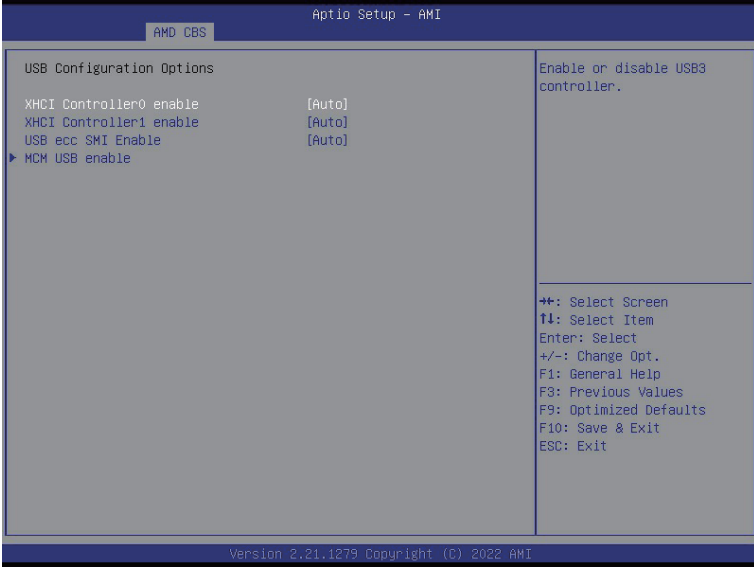 Aptio Setup – AMI
AMD CBS
USB Configuration Options
XHCI Controller0 enable [Auto]
XHCI Controller1 enable [Auto]
USB ecc SMI Enable [Auto]
MCM USB enable
Enable or disable USB3
controller.
→←: Select Screen
↑↓: Select Item
Enter: Select
+/-: Change Opt.
F1: General Help
F3: Previous Values
F9: Optimized Defaults
F10: Save & Exit
ESC: Exit
Version 2.21.1279 Copyright (C) 2022 AMI